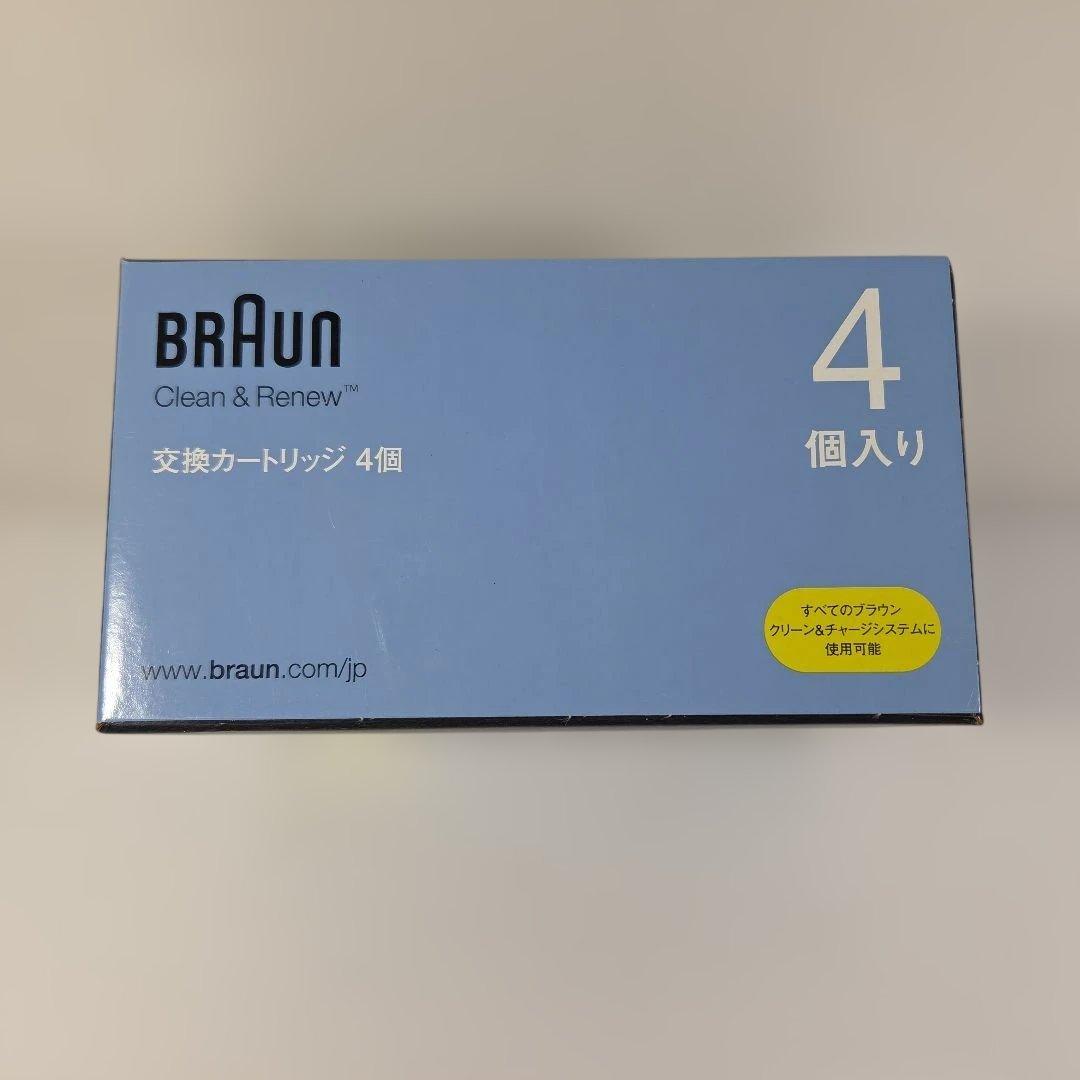 BRAUN
Clean & Renew™
交換カートリッジ 4個
4
個入り
すべてのブラウン
クリーン&チャージシステムに
使用可能
www.braun.com/jp